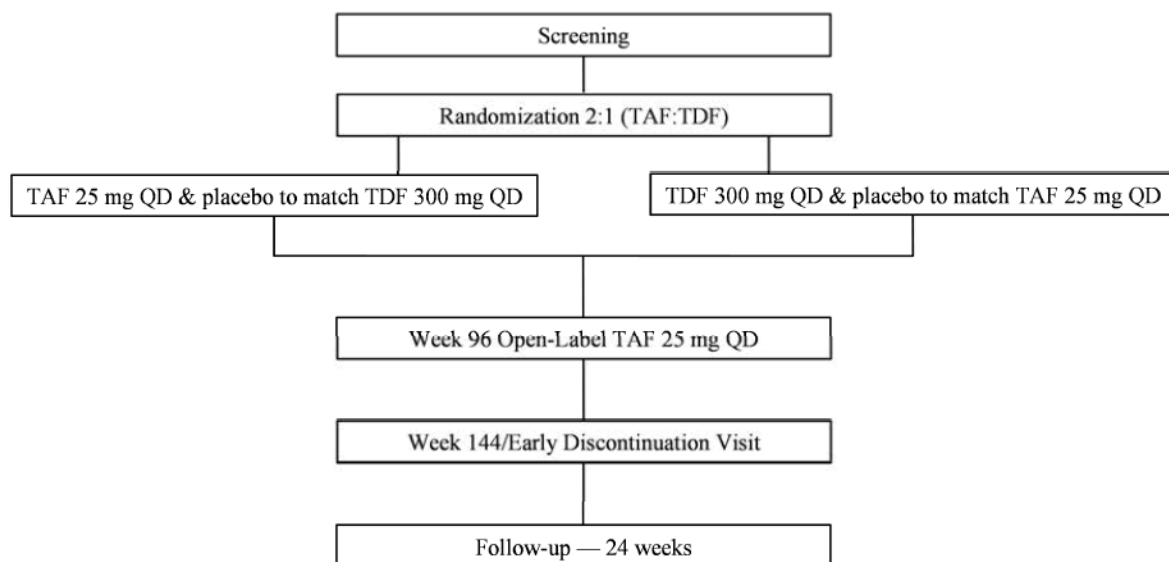 Screening
Randomization 2:1 (TAF:TDF)
TAF 25 mg QD & placebo to match TDF 300 mg QD
TDF 300 mg QD & placebo to match TAF 25 mg QD
Week 96 Open-Label TAF 25 mg QD
Week 144/Early Discontinuation Visit
Follow-up — 24 weeks